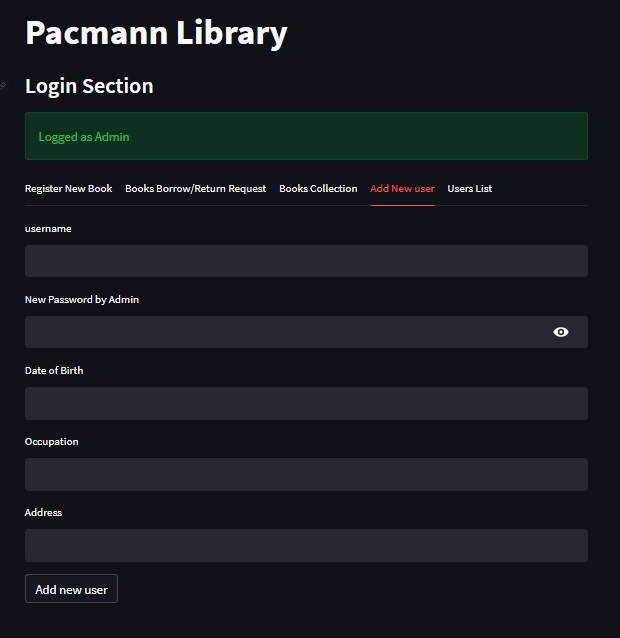 Pacmann Library
Login Section
Logged as Admin
Register New Book Books Borrow/Return Request Books Collection Add New user Users List
username
New Password by Admin
Date of Birth
Occupation
Address
Add new user